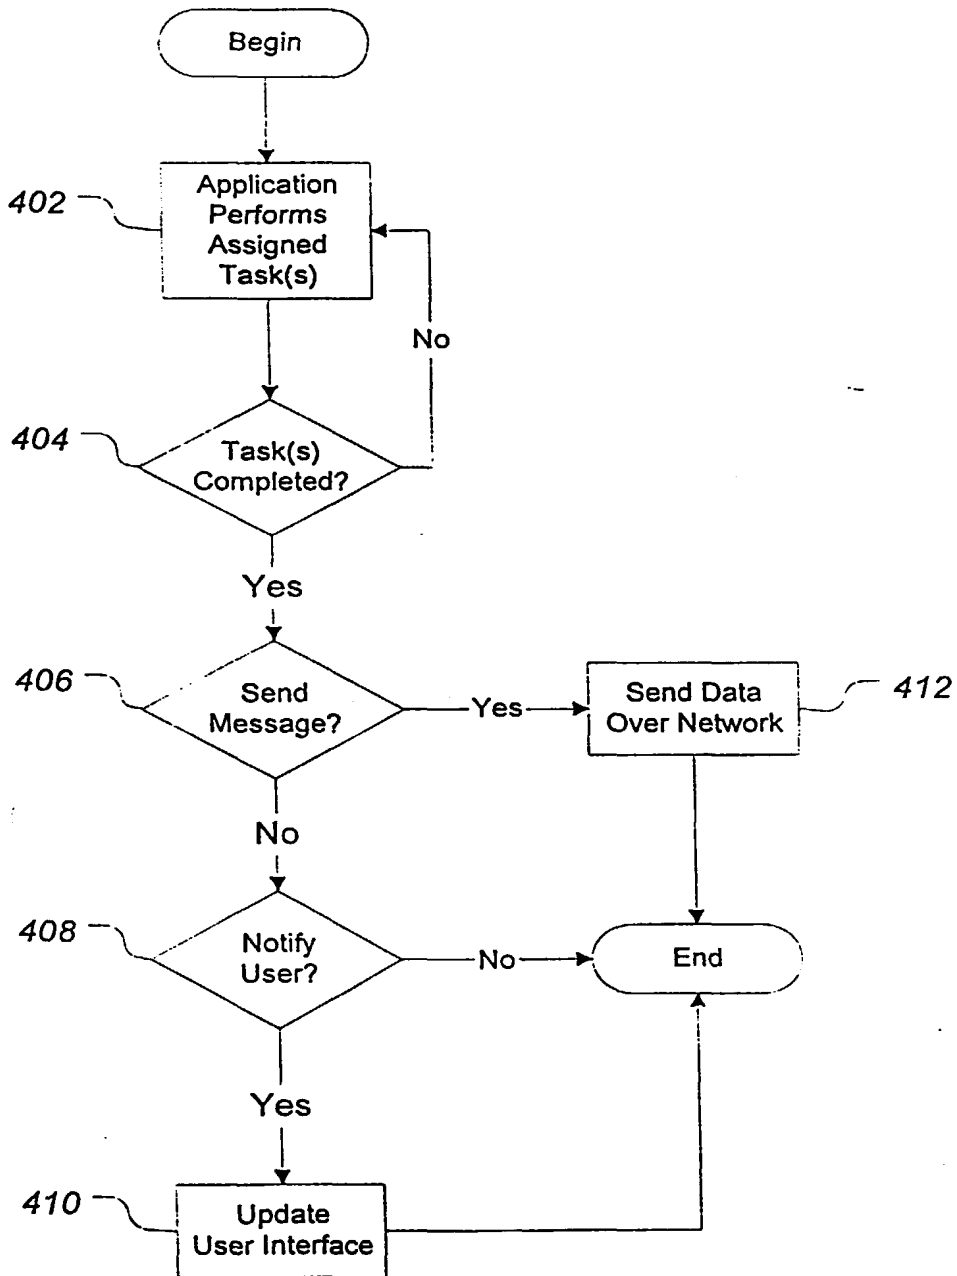 Begin
402
Application
Performs
Assigned
Task(s)
No
404
Task(s)
Completed?
Yes
406
Send
Message?
Yes
Send Data
Over Network
412
No
408
Notify
User?
No
End
Yes
410
Update
User Interface